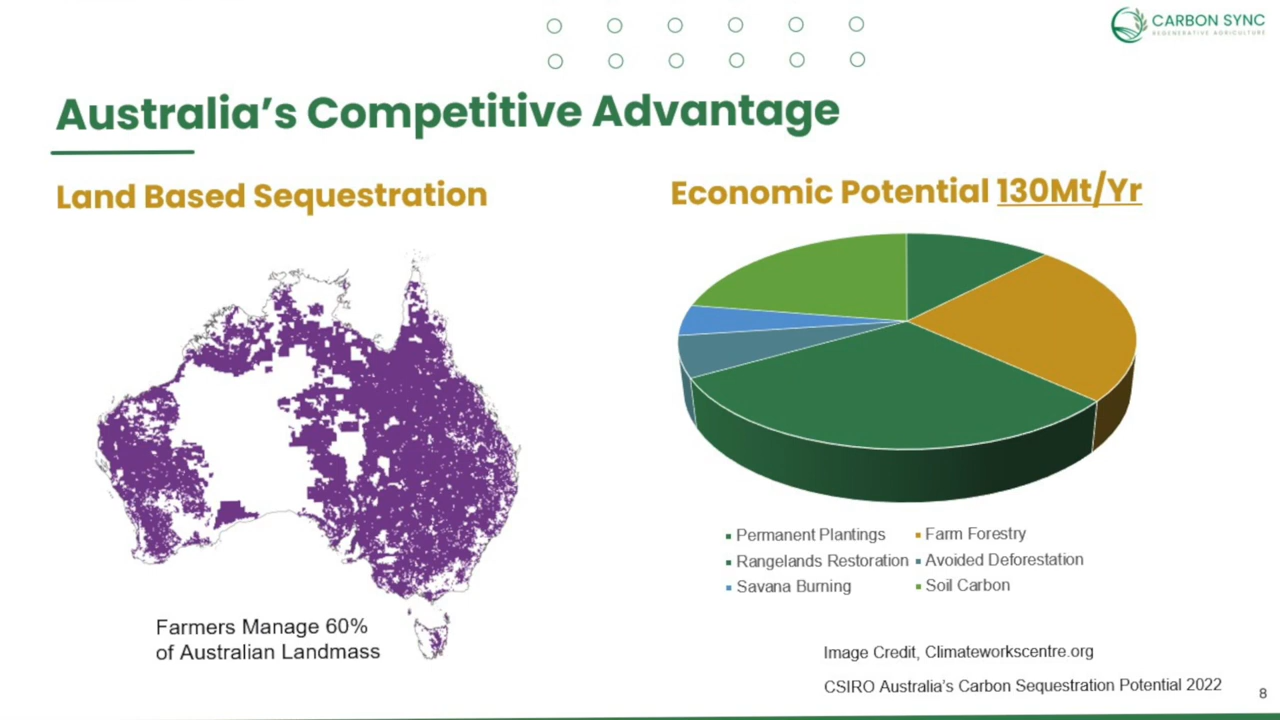 CARBON SYNC
REGENERATIVE AGRICULTURE
Australia's Competitive Advantage
Land Based Sequestration
Economic Potential 130Mt/Yr
Permanent Plantings
Farm Forestry
Rangelands Restoration
Avoided Deforestation
Savana Burning
Soil Carbon
Farmers Manage 60%
of Australian Landmass
Image Credit, Climateworkscentre.org
CSIRO Australia's Carbon Sequestration Potential 2022
8